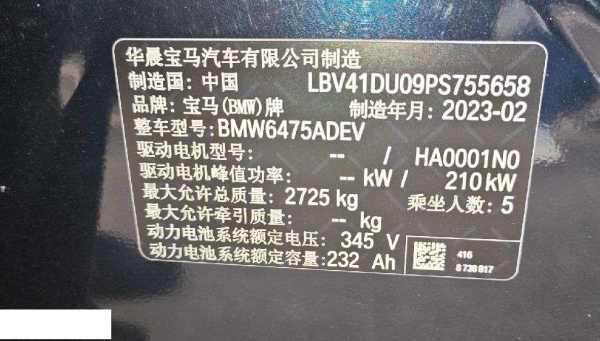 华晨宝马汽车有限公司制造
制造国: 中国 LBV41DU09PS755658
品牌: 宝马(BMW)牌 制造年月: 2023-02
整车型号: BMW6475ADEV
驱动电机型号: -- / HA0001N0
驱动电机峰值功率: -- kW / 210 kW
最大允许总质量: 2725 kg 乘坐人数: 5
最大允许牵引质量: -- kg
动力电池系统额定电压: 345 V
动力电池系统额定容量: 232 Ah
416
8 738 817